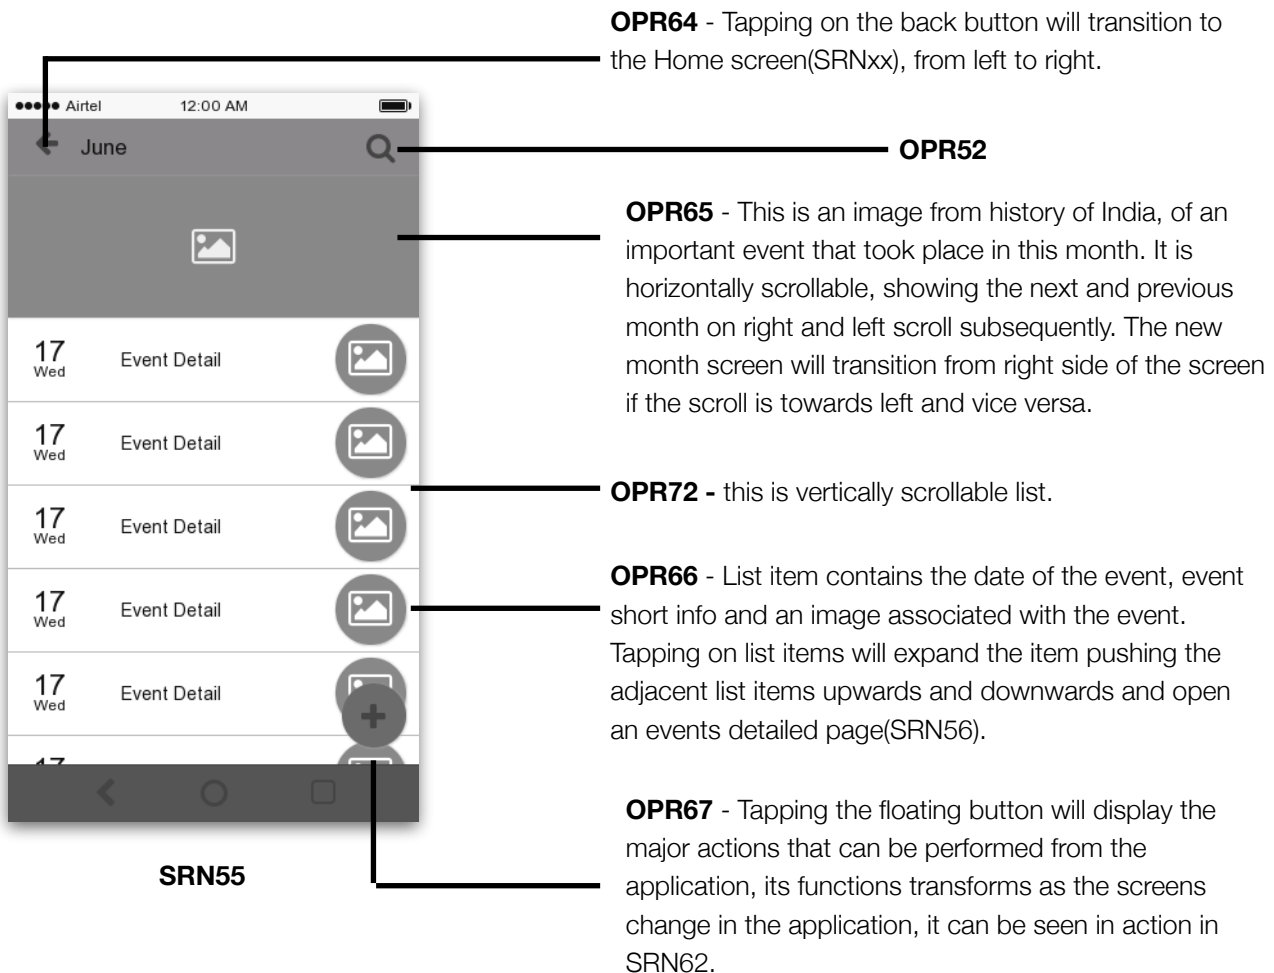 OPR64 - Tapping on the back button will transition to
the Home screen(SRNxx), from left to right.
Airtel 12:00 AM
June
OPR52
OPR65 - This is an image from history of India, of an
important event that took place in this month. It is
horizontally scrollable, showing the next and previous
month on right and left scroll subsequently. The new
month screen will transition from right side of the screen
if the scroll is towards left and vice versa.
17
Wed
Event Detail
17
Wed
Event Detail
OPR72 - this is vertically scrollable list.
17
Wed
Event Detail
OPR66 - List item contains the date of the event, event
short info and an image associated with the event.
Tapping on list items will expand the item pushing the
adjacent list items upwards and downwards and open
an events detailed page(SRN56).
17
Wed
Event Detail
17
Wed
Event Detail
OPR67 - Tapping the floating button will display the
major actions that can be performed from the
application, its functions transforms as the screens
change in the application, it can be seen in action in
SRN62.
SRN55